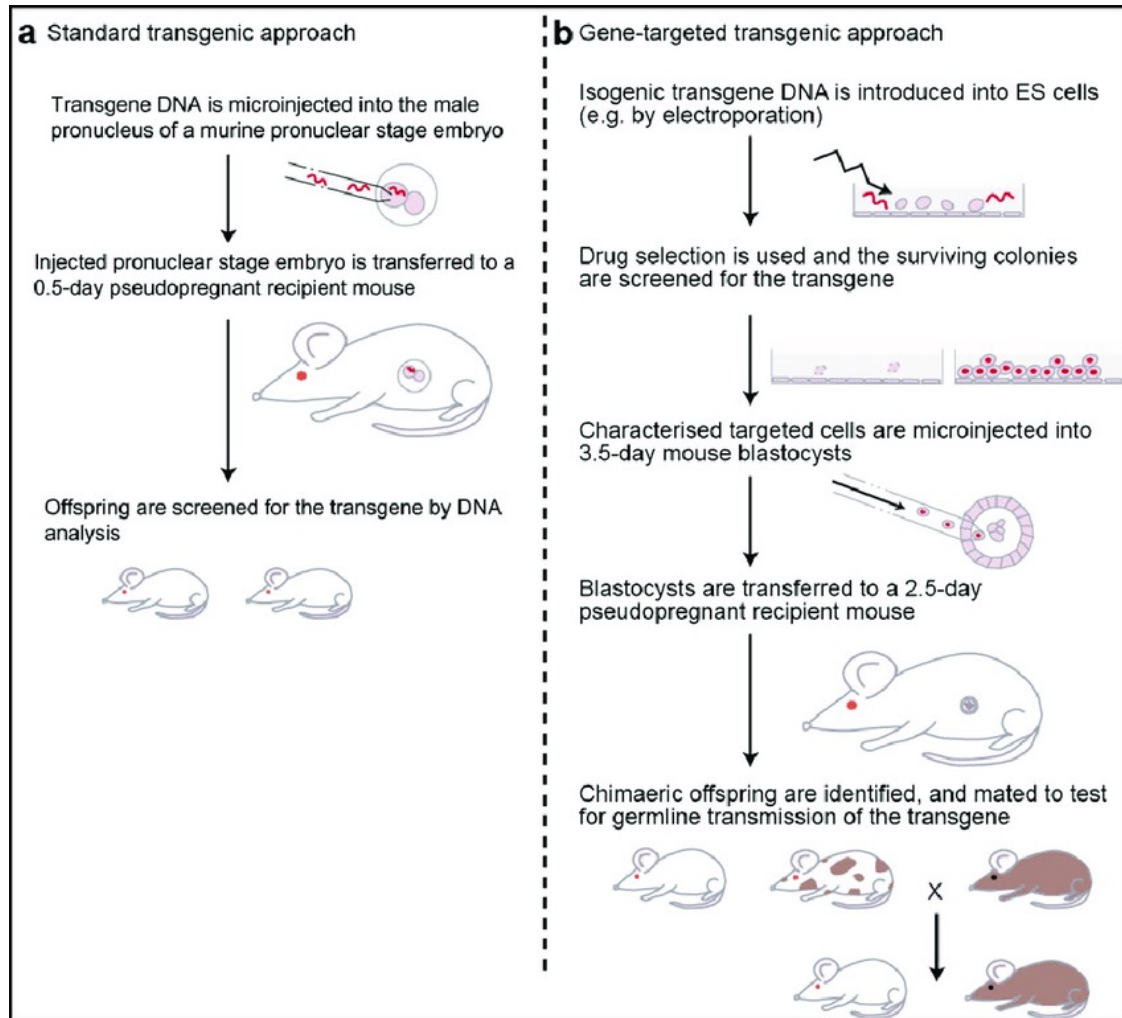 a Standard transgenic approach
Transgene DNA is microinjected into the male
pronucleus of a murine pronuclear stage embryo
Injected pronuclear stage embryo is transferred to a
0.5-day pseudopregnant recipient mouse
Offspring are screened for the transgene by DNA
analysis
b Gene-targeted transgenic approach
Isogenic transgene DNA is introduced into ES cells
(e.g. by electroporation)
Drug selection is used and the surviving colonies
are screened for the transgene
Characterised targeted cells are microinjected into
3.5-day mouse blastocysts
Blastocysts are transferred to a 2.5-day
pseudopregnant recipient mouse
Chimaeric offspring are identified, and mated to test
for germline transmission of the transgene
X